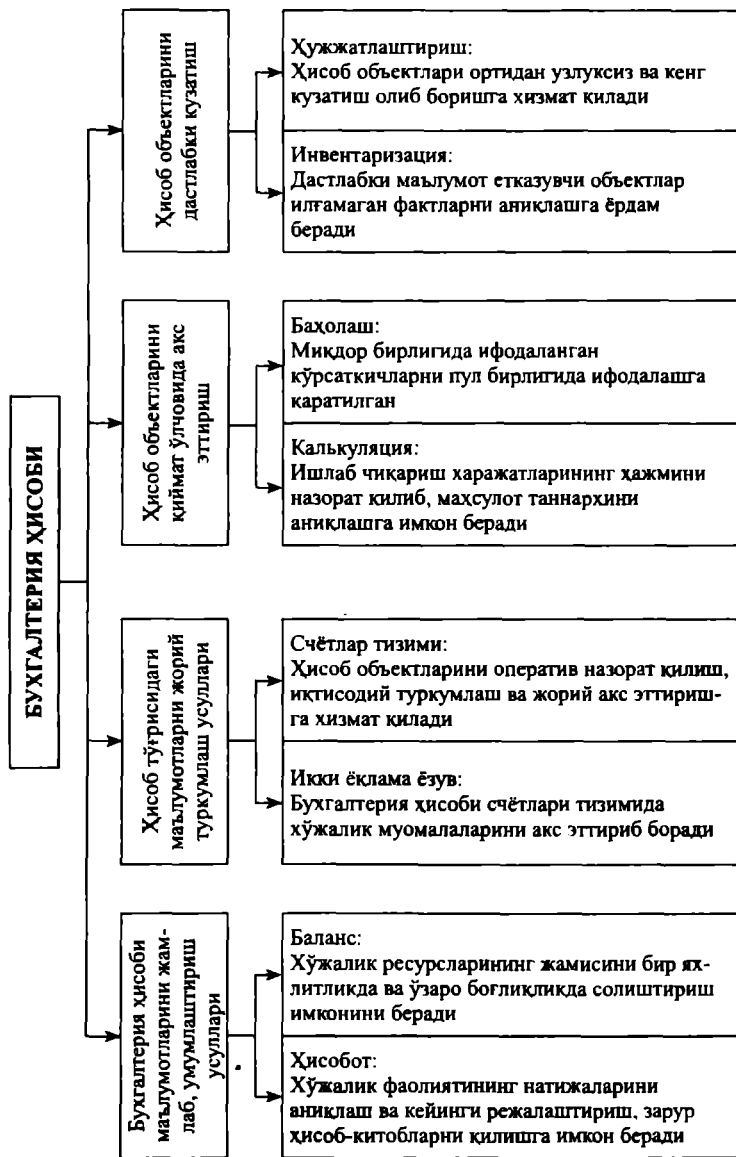 БУХГАЛТЕРИЯ ҲИСОБИ
Ҳисоб объектларини
дастлабки кузатиш
Ҳужжатлаштириш:
Ҳисоб объектлари ортидан узлуксиз ва кенг
кузатиш олиб боришга хизмат қилади
Инвентаризация:
Дастлабки маълумот етказувчи объектлар
илғамаган фактларни аниқлашга ёрдам
беради
Ҳисоб объектларини
қиймат ўлчовида акс
эттириш
Баҳолаш:
Миқдор бирлигида ифодаланган
кўрсаткичларни пул бирлигида ифодалашга
қаратилган
Калькуляция:
Ишлаб чиқариш харажатларининг ҳажмини
назорат қилиб, маҳсулот таннархини
аниқлашга имкон беради
Ҳисоб тўғрисидаги
маълумотларни жорий
туркумлаш усуллари
Счётлар тизими:
Ҳисоб объектларини оператив назорат қилиш,
иқтисодий туркумлаш ва жорий акс эттириш-
га хизмат қилади
Икки ёқлама ёзув:
Бухгалтерия ҳисоби счётлари тизимида
хўжалик муомалаларини акс эттириб боради
Бухгалтерия ҳисоби
маълумотларини жам-
лаб, умумлаштириш
усуллари
Баланс:
Хўжалик ресурсларининг жамисини бир ях-
литликда ва ўзаро боғлиқликда солиштириш
имконини беради
Ҳисобот:
Хўжалик фаолиятининг натижаларини
аниқлаш ва кейинги режалаштириш, зарур
ҳисоб-китобларни қилишга имкон беради